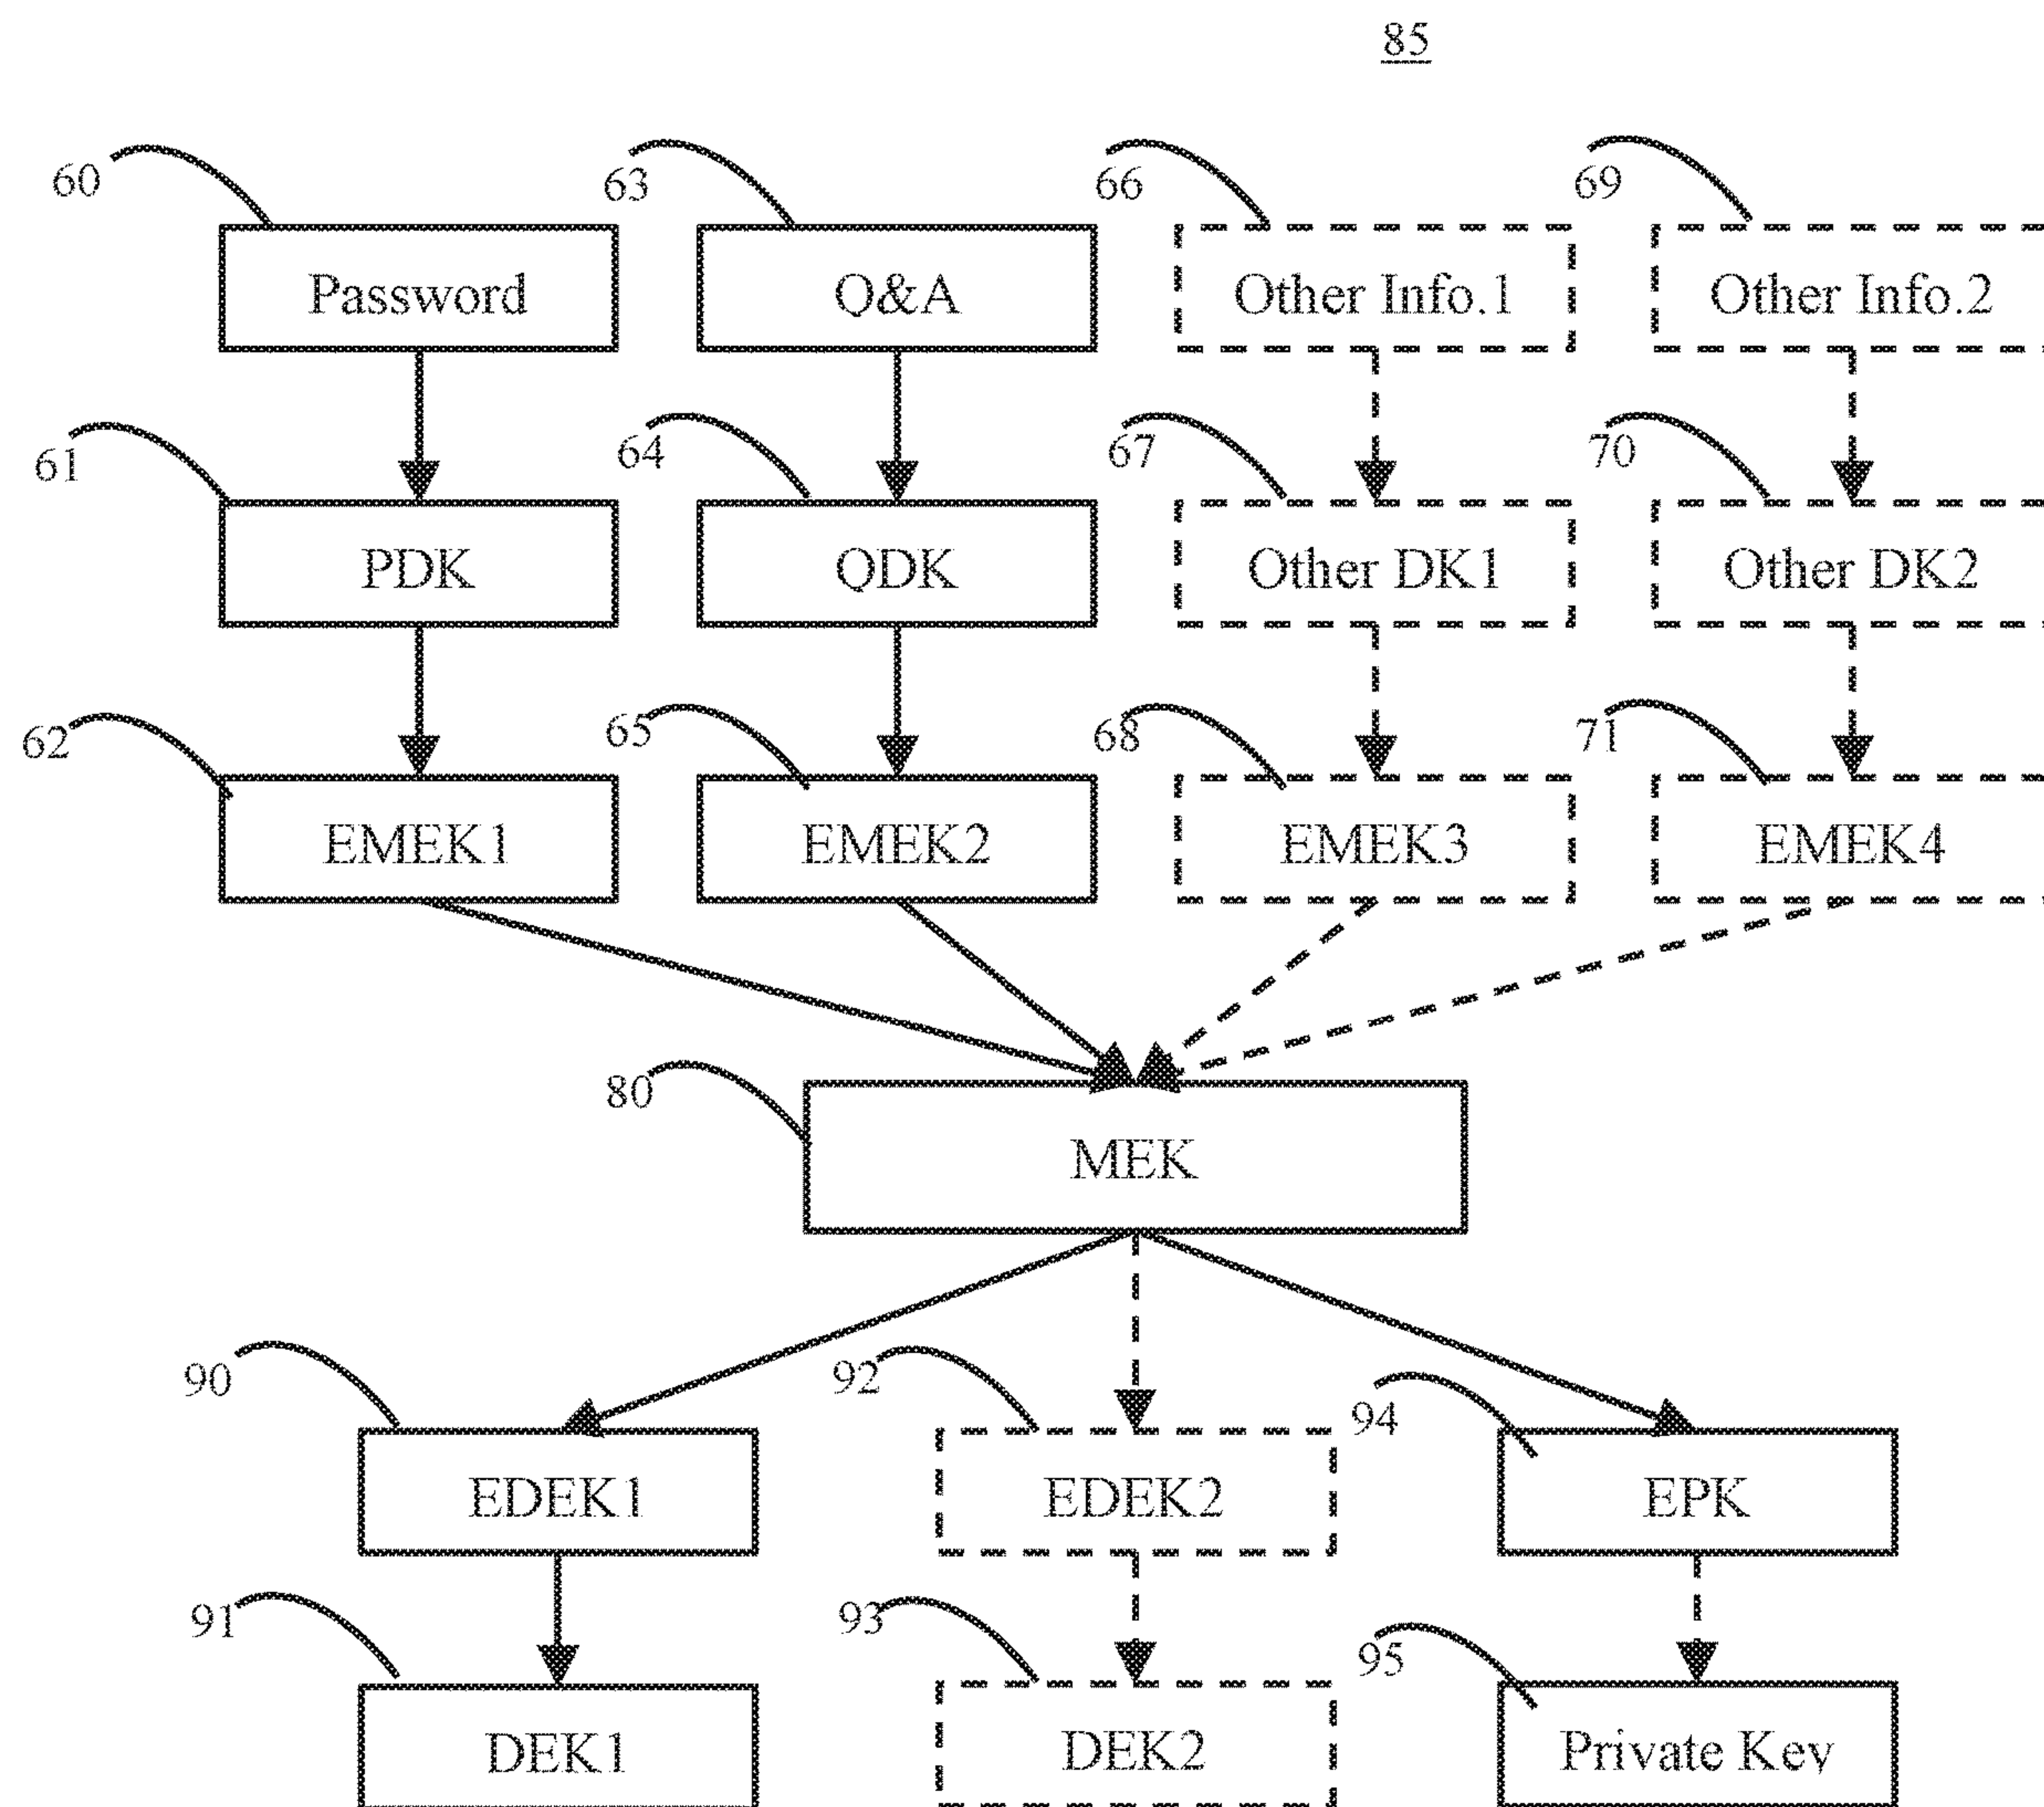 85
60 63 66 69
Password Q&A Other Info.1 Other Info.2
61 64 67 70
PDK QDK Other DK1 Other DK2
62 65 68 71
EMEK1 EMEK2 EMEK3 EMEK4
80
MEK
90 92 94
EDEK1 EDEK2 EPK
91 93 95
DEK1 DEK2 Private Key